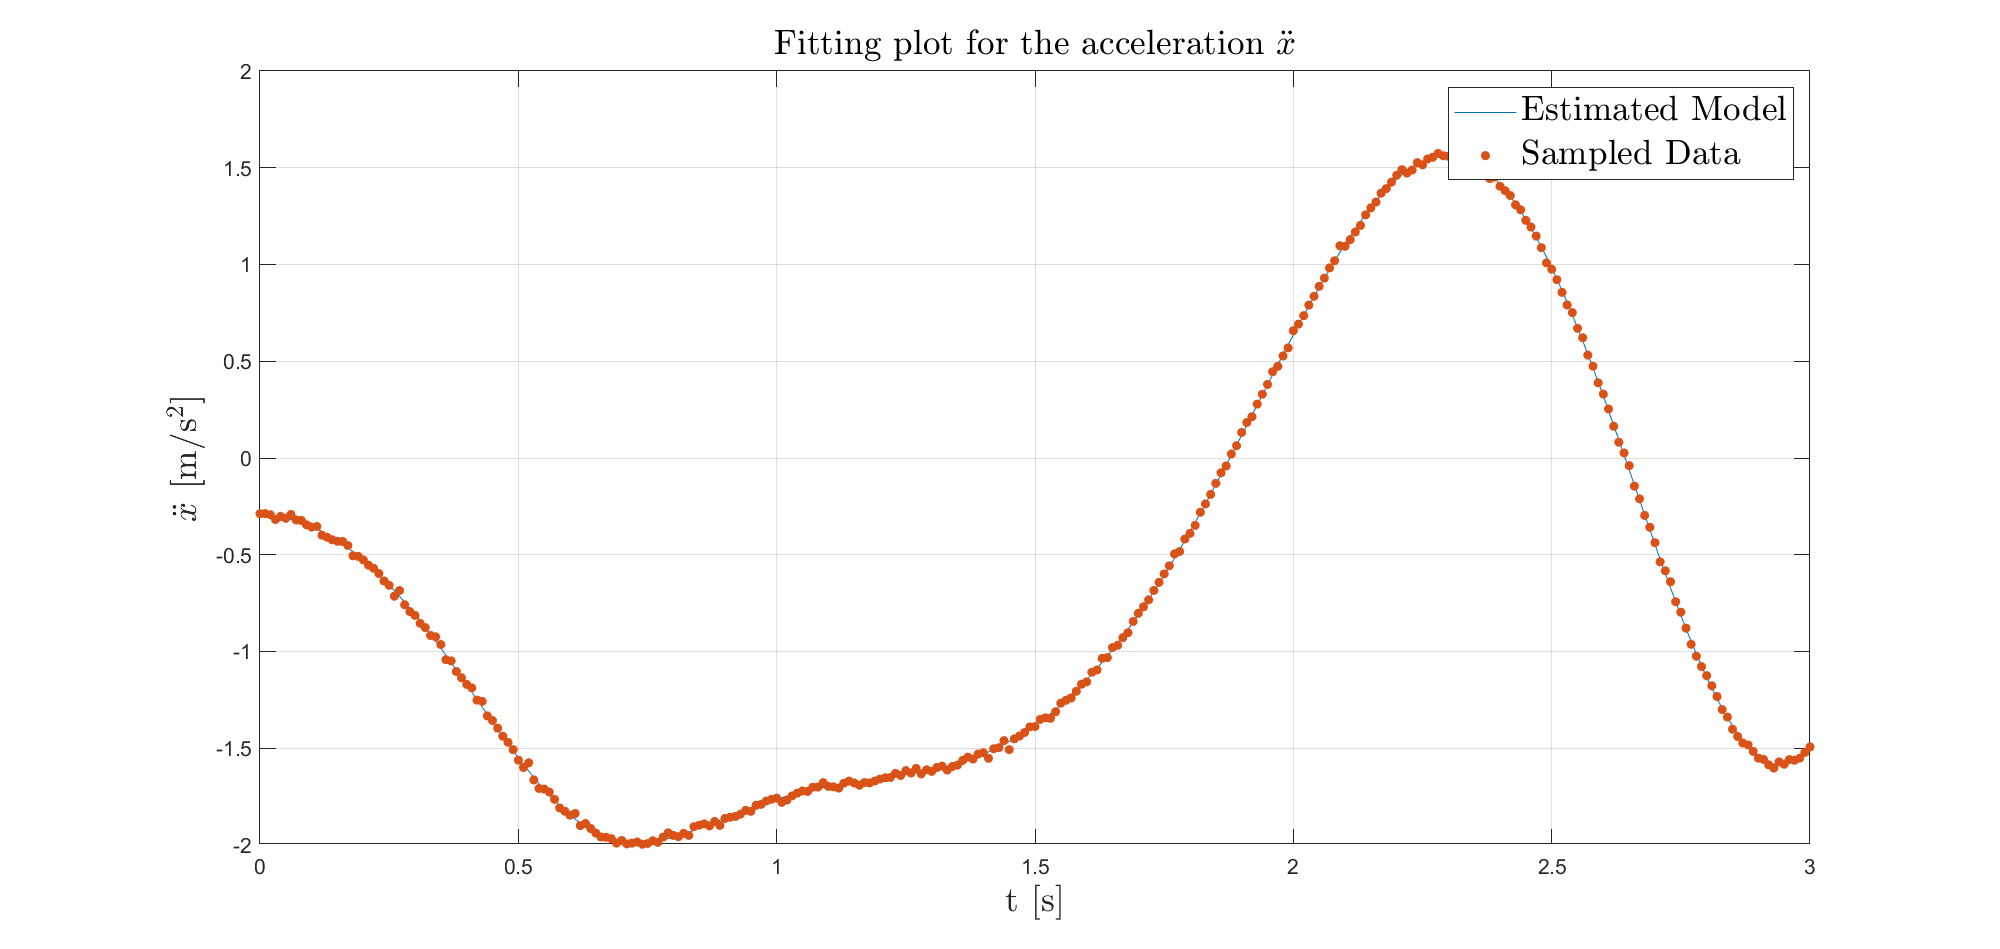 Fitting plot for the acceleration ẍ
Estimated Model
Sampled Data
ẍ [m/s²]
2
1.5
1
0.5
0
-0.5
-1
-1.5
-2
0 0.5 1 1.5 2 2.5 3
t [s]